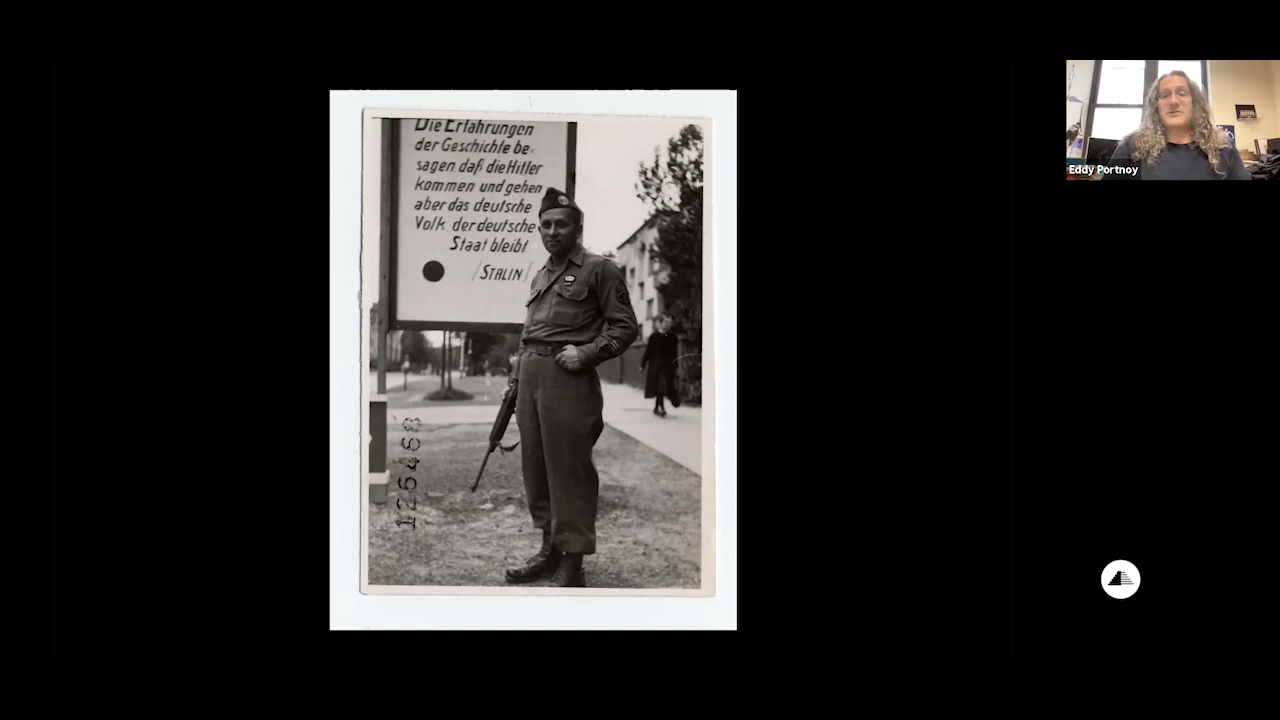 Die Erfahrungen
der Geschichte be-
sagen daß die Hitler
kommen und gehen
aber das deutsche
Volk der deutsche
Staat bleibt
/STALIN/
126468
Eddy Portnoy